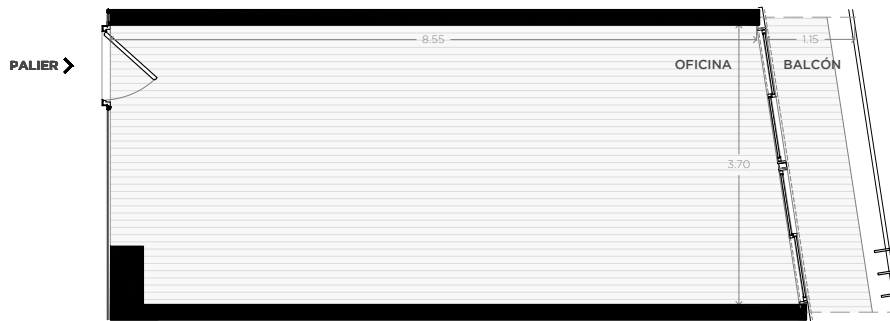 8.55
1.15
PALIER
OFICINA
BALCÓN
3.70